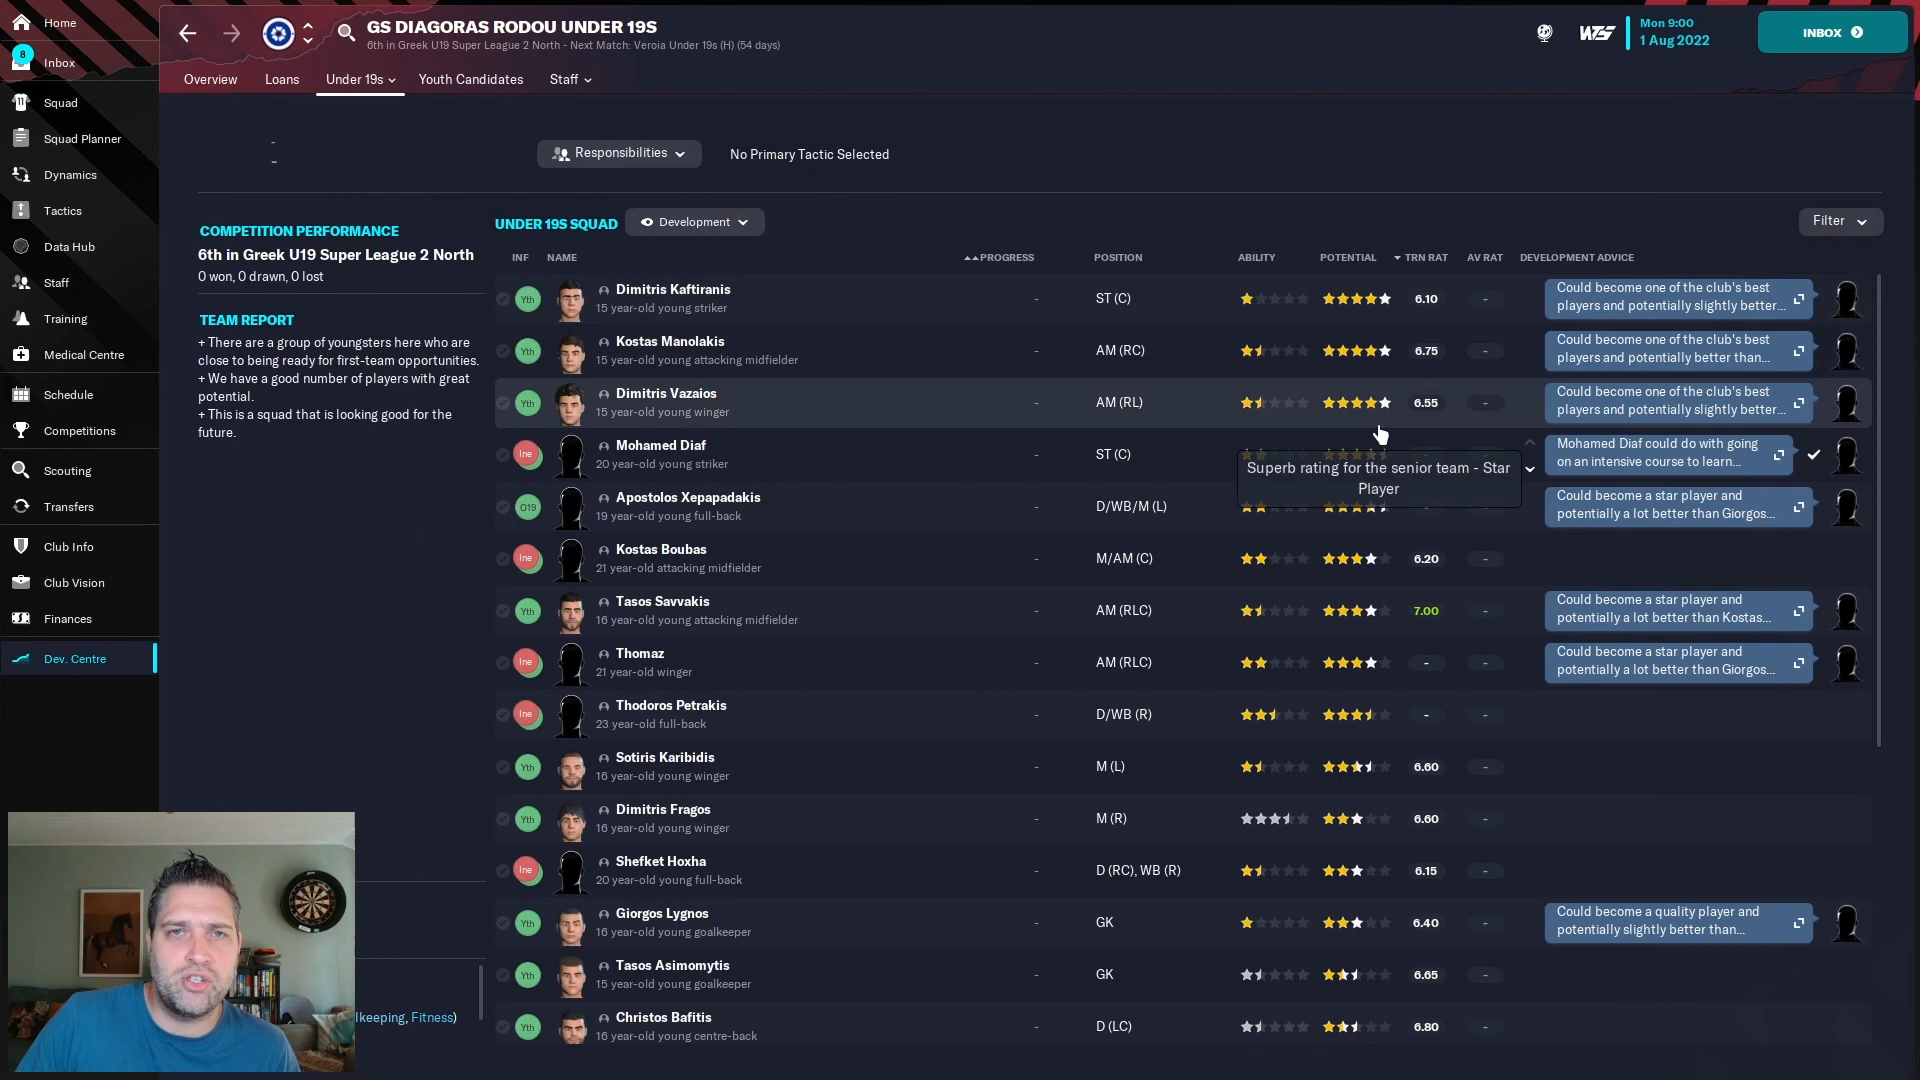 Home
8
Inbox
Squad
Squad Planner
Dynamics
Tactics
Data Hub
Staff
Training
Medical Centre
Schedule
Competitions
Scouting
Transfers
Club Info
Club Vision
Finances
Dev. Centre
GS DIAGORAS RODOU UNDER 19S
6th in Greek U19 Super League 2 North - Next Match: Veroia Under 19s (H) (54 days)
Mon 9:00
1 Aug 2022
INBOX
Overview Loans Under 19s Youth Candidates Staff
-
-
Responsibilities
No Primary Tactic Selected
COMPETITION PERFORMANCE
6th in Greek U19 Super League 2 North
0 won, 0 drawn, 0 lost
TEAM REPORT
+ There are a group of youngsters here who are
close to being ready for first-team opportunities.
+ We have a good number of players with great
potential.
+ This is a squad that is looking good for the
future.
lkeeping, Fitness)
UNDER 19S SQUAD
Development
Filter
INF NAME PROGRESS POSITION ABILITY POTENTIAL TRN RAT AV RAT DEVELOPMENT ADVICE
Yth Dimitris Kaftiranis - ST (C) 6.10 -
15 year-old young striker
Could become one of the club's best
players and potentially slightly better...
Yth Kostas Manolakis - AM (RC) 6.75 -
15 year-old young attacking midfielder
Could become one of the club's best
players and potentially better than...
Yth Dimitris Vazaios - AM (RL) 6.55 -
15 year-old young winger
Could become one of the club's best
players and potentially slightly better...
Ine Mohamed Diaf - ST (C)
20 year-old young striker
Mohamed Diaf could do with going
on an intensive course to learn...
Superb rating for the senior team - Star
Player
O19 Apostolos Xepapadakis - D/WB/M (L)
19 year-old young full-back
Could become a star player and
potentially a lot better than Giorgos...
Ine Kostas Boubas - M/AM (C) 6.20 -
21 year-old attacking midfielder
Yth Tasos Savvakis - AM (RLC) 7.00 -
16 year-old young attacking midfielder
Could become a star player and
potentially a lot better than Kostas...
Ine Thomaz - AM (RLC) - -
21 year-old winger
Could become a star player and
potentially a lot better than Giorgos...
Ine Thodoros Petrakis - D/WB (R) - -
23 year-old full-back
Yth Sotiris Karibidis - M (L) 6.60 -
16 year-old young winger
Yth Dimitris Fragos - M (R) 6.60 -
16 year-old young winger
Ine Shefket Hoxha - D (RC), WB (R) 6.15 -
20 year-old young full-back
Yth Giorgos Lygnos - GK 6.40 -
16 year-old young goalkeeper
Could become a quality player and
potentially slightly better than...
Yth Tasos Asimomytis - GK 6.65 -
15 year-old young goalkeeper
Yth Christos Bafitis - D (LC) 6.80 -
16 year-old young centre-back